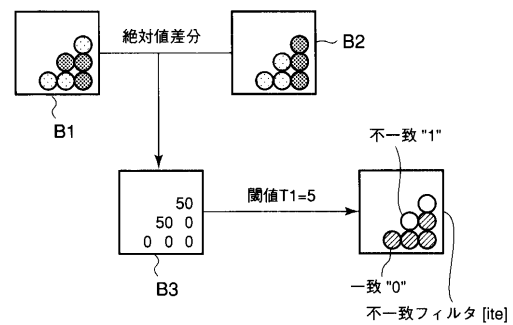 絶対値差分
B1
B2
不一致 "1"
50
50 0
0 0 0
閾値T1=5
B3
一致 "0"
不一致フィルタ [ite]